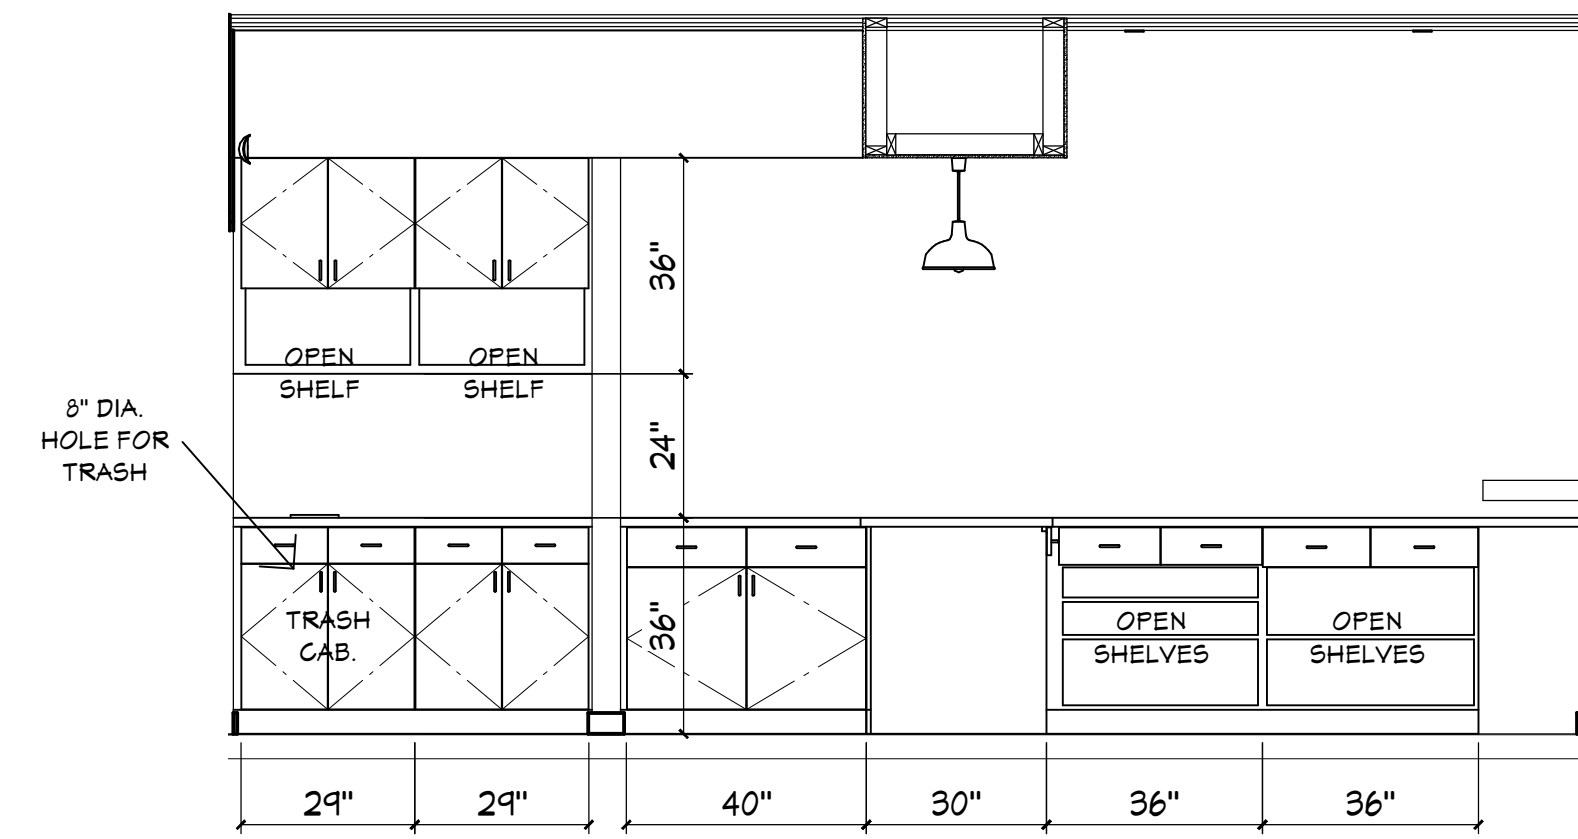 36"
OPEN
SHELF
OPEN
SHELF
8" DIA.
HOLE FOR
TRASH
24"
TRASH
CAB.
36"
OPEN
SHELVES
OPEN
SHELVES
29"
29"
40"
30"
36"
36"